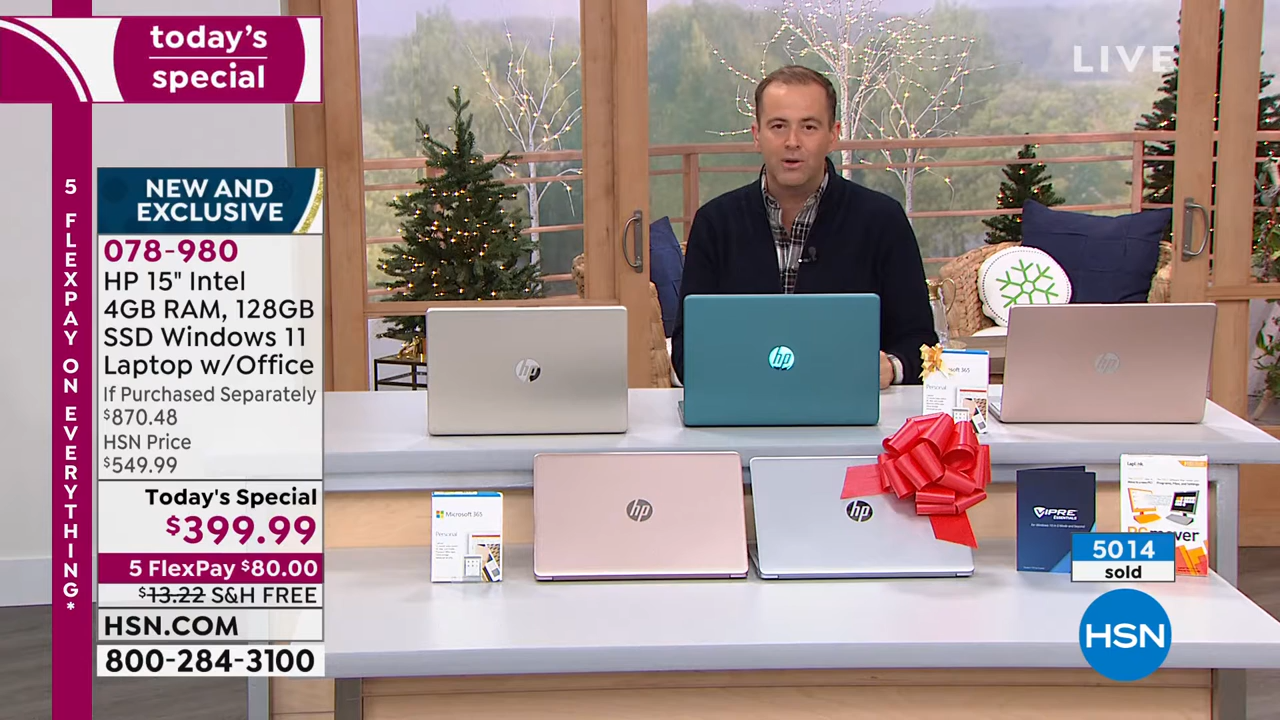 today's
special
LIVE
5 FLEXPAY ON EVERYTHING*
NEW AND
EXCLUSIVE
078-980
HP 15" Intel
4GB RAM, 128GB
SSD Windows 11
Laptop w/Office
If Purchased Separately
$870.48
HSN Price
$549.99
Today's Special
$399.99
5 FlexPay $80.00
$13.22 S&H FREE
HSN.COM
800-284-3100
hp
hp
hp
Personal
hp
hp
Microsoft 365
Personal
VIPRE
LapLink
5014
sold
HSN